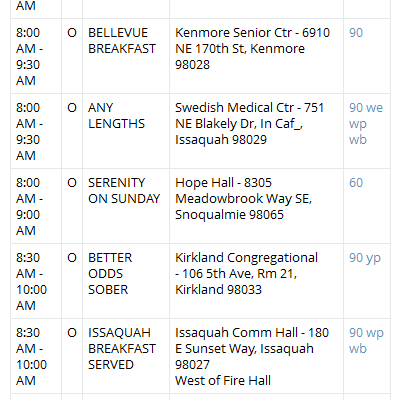 AM
8:00 AM - 9:30 AM O BELLEVUE BREAKFAST Kenmore Senior Ctr - 6910 NE 170th St, Kenmore 98028 90
8:00 AM - 9:30 AM O ANY LENGTHS Swedish Medical Ctr - 751 NE Blakely Dr, In Caf_, Issaquah 98029 90 we wp wb
8:00 AM - 9:00 AM O SERENITY ON SUNDAY Hope Hall - 8305 Meadowbrook Way SE, Snoqualmie 98065 60
8:30 AM - 10:00 AM O BETTER ODDS SOBER Kirkland Congregational - 106 5th Ave, Rm 21, Kirkland 98033 90 yp
8:30 AM - 10:00 AM O ISSAQUAH BREAKFAST SERVED Issaquah Comm Hall - 180 E Sunset Way, Issaquah 98027 West of Fire Hall 90 wp wb